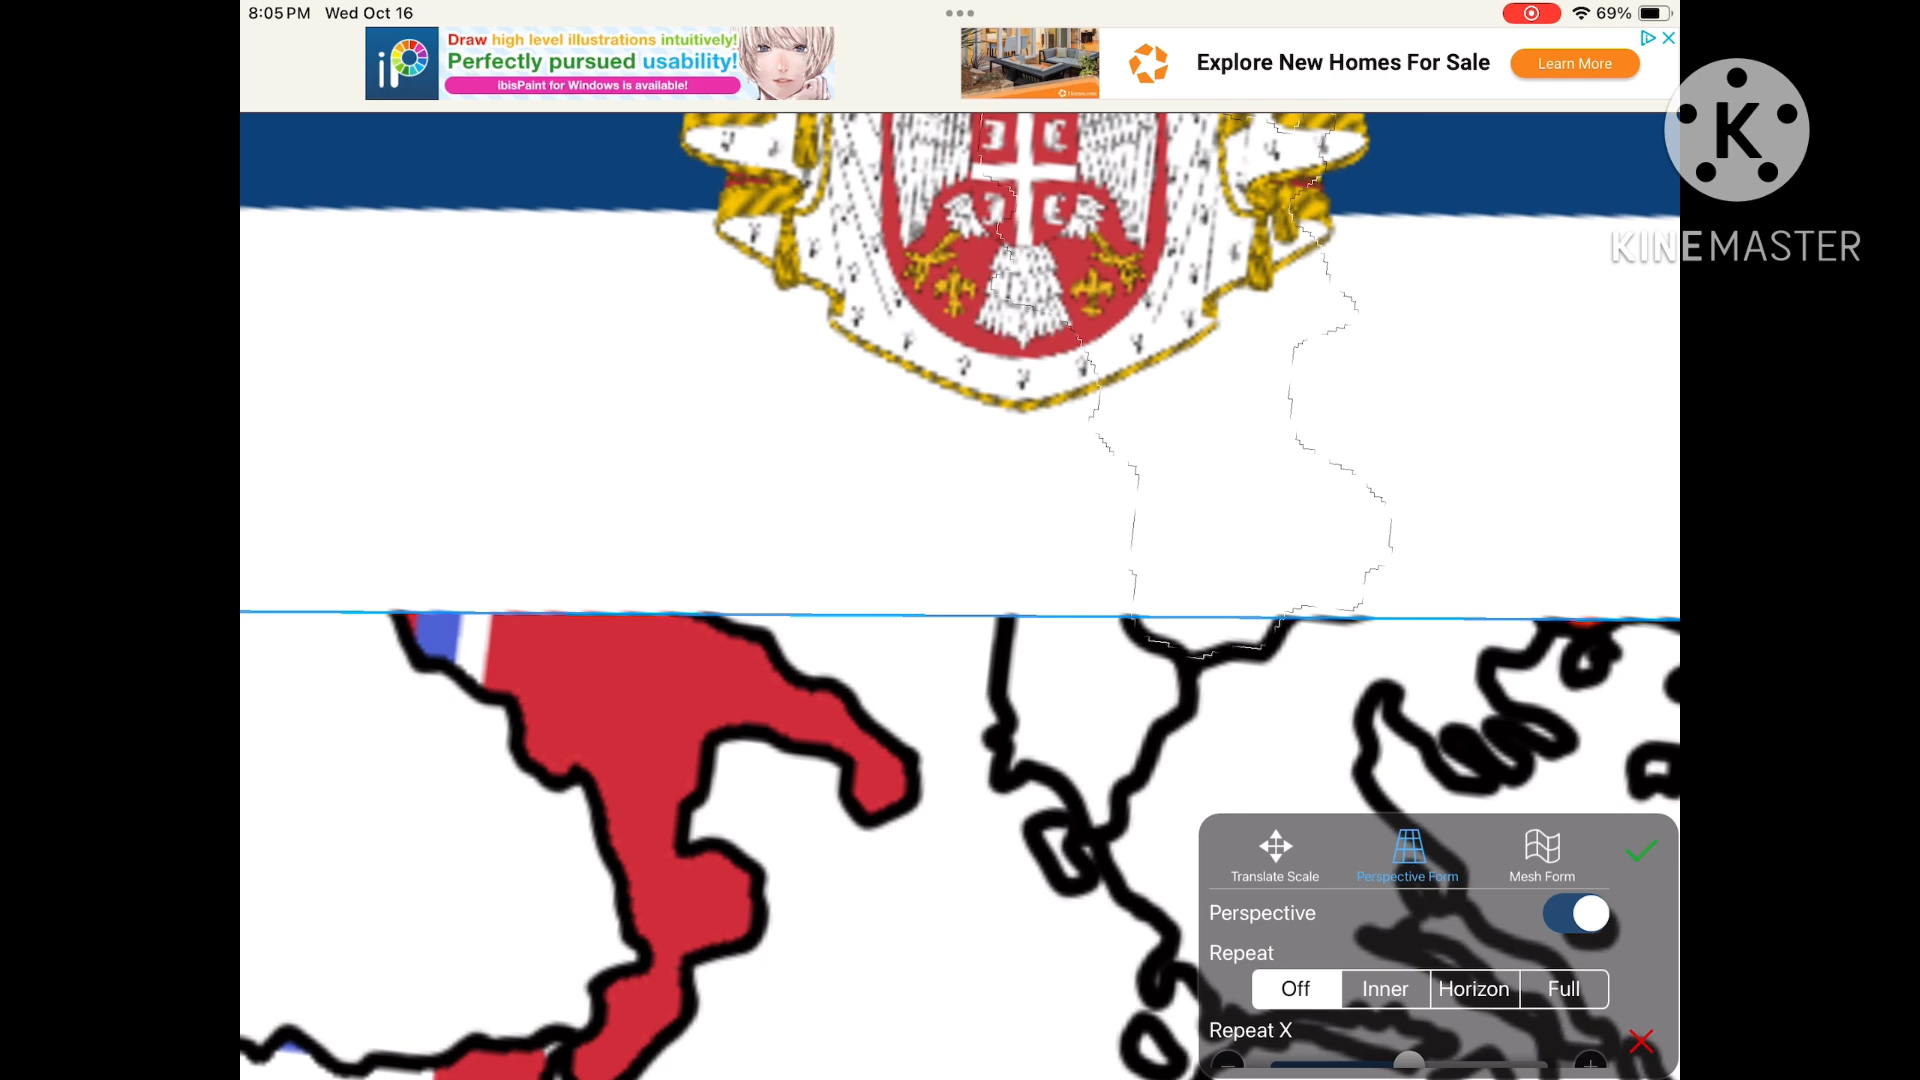 8:05 PM Wed Oct 16
69%
iP
Draw high level illustrations intuitively!
Perfectly pursued usability!
ibisPaint for Windows is available!
Explore New Homes For Sale
Learn More
K
KINEMASTER
Translate Scale
Perspective Form
Mesh Form
Perspective
Repeat
Off
Inner
Horizon
Full
Repeat X